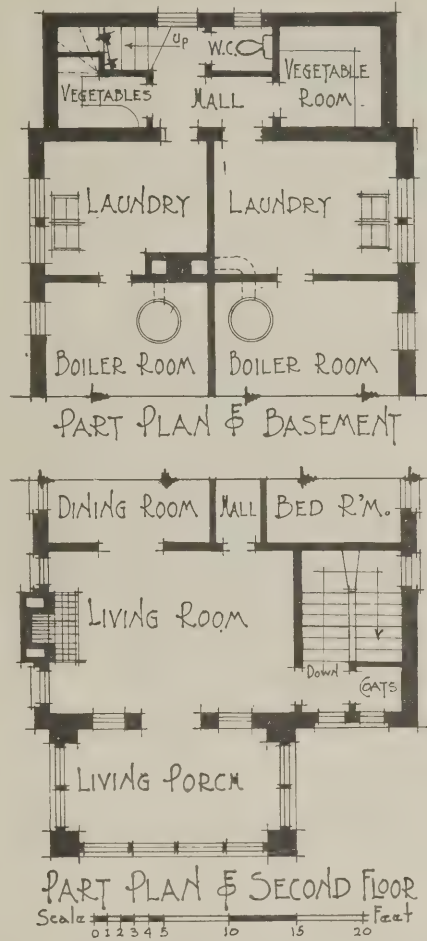 Up
W.C.
VEGETABLES
HALL
VEGETABLE
ROOM
LAUNDRY LAUNDRY
BOILER ROOM BOILER ROOM
PART PLAN OF BASEMENT
DINING ROOM HALL BED R'M.
LIVING ROOM
DOWN
COATS
LIVING PORCH
PART PLAN OF SECOND FLOOR
Scale 0 1 2 3 4 5 10 15 20 Feet